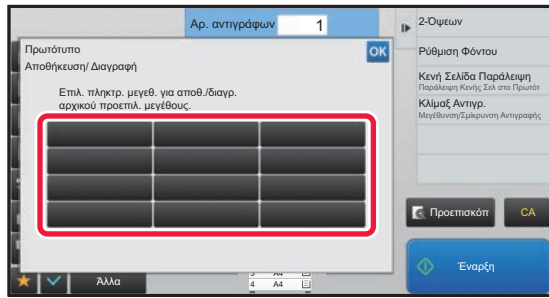 Αρ. αντιγράφων 1
Πρωτότυπο
OK
Αποθήκευση/ Διαγραφή
Επιλ. πληκτρ. μεγεθ. για αποθ./διαγρ.
αρχικού προεπιλ. μεγέθους.
2-Όψεων
Ρύθμιση Φόντου
Κενή Σελίδα Παράλειψη
Παράλειψη Κενής Σελ στο Πρωτότ
Κλίμαξ Αντιγρ.
Μεγέθυνση/Σμίκρυνση Αντιγραφής
Προεπισκόπ
CA
Έναρξη
Άλλα
3 A4
4 A4